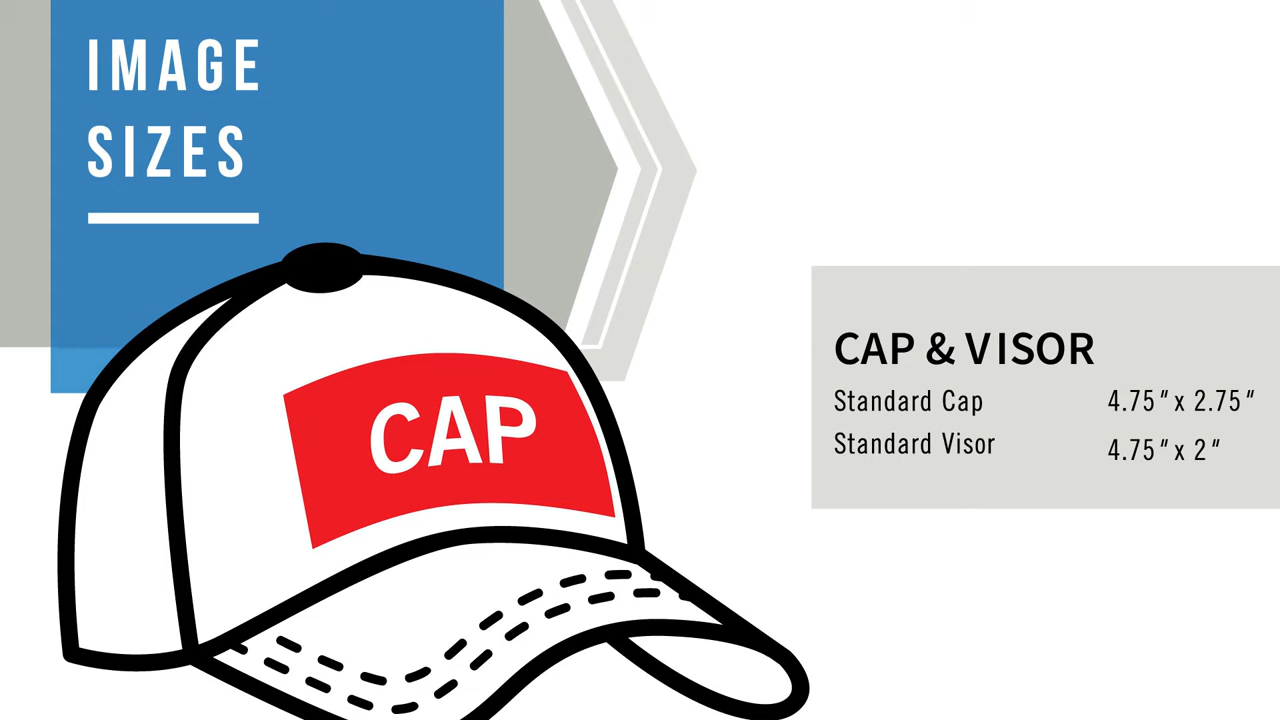 IMAGE
SIZES
CAP
CAP & VISOR
Standard Cap 4.75" x 2.75"
Standard Visor 4.75" x 2"